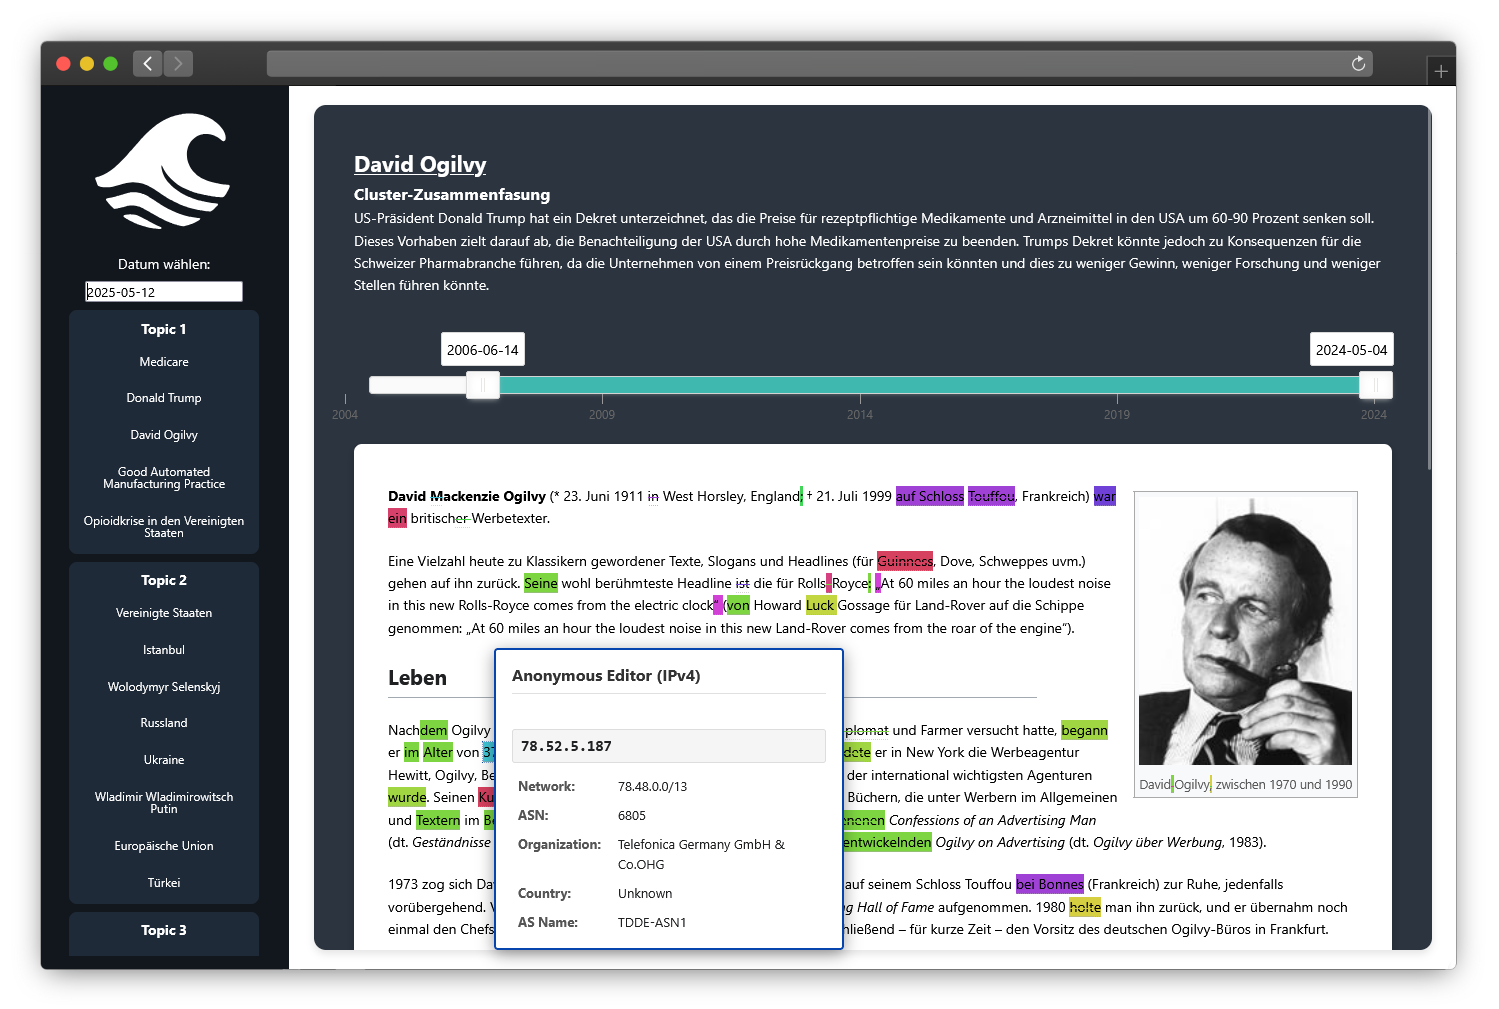 Datum wählen:
2025-05-12
Topic 1
Medicare
Donald Trump
David Ogilvy
Good Automated
Manufacturing Practice
Opioidkrise in den Vereinigten
Staaten
Topic 2
Vereinigte Staaten
Istanbul
Wolodymyr Selenskyj
Russland
Ukraine
Wladimir Wladimirowitsch
Putin
Europäische Union
Türkei
Topic 3
David Ogilvy
Cluster-Zusammenfasung
US-Präsident Donald Trump hat ein Dekret unterzeichnet, das die Preise für rezeptpflichtige Medikamente und Arzneimittel in den USA um 60-90 Prozent senken soll.
Dieses Vorhaben zielt darauf ab, die Benachteiligung der USA durch hohe Medikamentenpreise zu beenden. Trumps Dekret könnte jedoch zu Konsequenzen für die
Schweizer Pharmabranche führen, da die Unternehmen von einem Preisrückgang betroffen sein könnten und dies zu weniger Gewinn, weniger Forschung und weniger
Stellen führen könnte.
2006-06-14 2024-05-04
2004 2009 2014 2019 2024
David Mackenzie Ogilvy (* 23. Juni 1911 in West Horsley, England; † 21. Juli 1999 auf Schloss Touffou, Frankreich) war
ein britischer Werbetexter.
Eine Vielzahl heute zu Klassikern gewordener Texte, Slogans und Headlines (für Guinness, Dove, Schweppes uvm.)
gehen auf ihn zurück. Seine wohl berühmteste Headline ist die für Rolls-Royce: „At 60 miles an hour the loudest noise
in this new Rolls-Royce comes from the electric clock“ (von Howard Luck Gossage für Land-Rover auf die Schippe
genommen: „At 60 miles an hour the loudest noise in this new Land-Rover comes from the roar of the engine“).
Leben
Nachdem Ogilvy plomat und Farmer versucht hatte, begann
er im Alter von 37 dete er in New York die Werbeagentur
Hewitt, Ogilvy, Be der international wichtigsten Agenturen
wurde. Seinen Ku Büchern, die unter Werbern im Allgemeinen
und Textern im Be nenen Confessions of an Advertising Man
(dt. Geständnisse entwickelnden Ogilvy on Advertising (dt. Ogilvy über Werbung, 1983).
1973 zog sich Dav auf seinem Schloss Touffou bei Bonnes (Frankreich) zur Ruhe, jedenfalls
vorübergehend. V ng Hall of Fame aufgenommen. 1980 holte man ihn zurück, und er übernahm noch
einmal den Chefs hließend – für kurze Zeit – den Vorsitz des deutschen Ogilvy-Büros in Frankfurt.
David Ogilvy, zwischen 1970 und 1990
Anonymous Editor (IPv4)
78.52.5.187
Network: 78.48.0.0/13
ASN: 6805
Organization: Telefonica Germany GmbH &
Co.OHG
Country: Unknown
AS Name: TDDE-ASN1